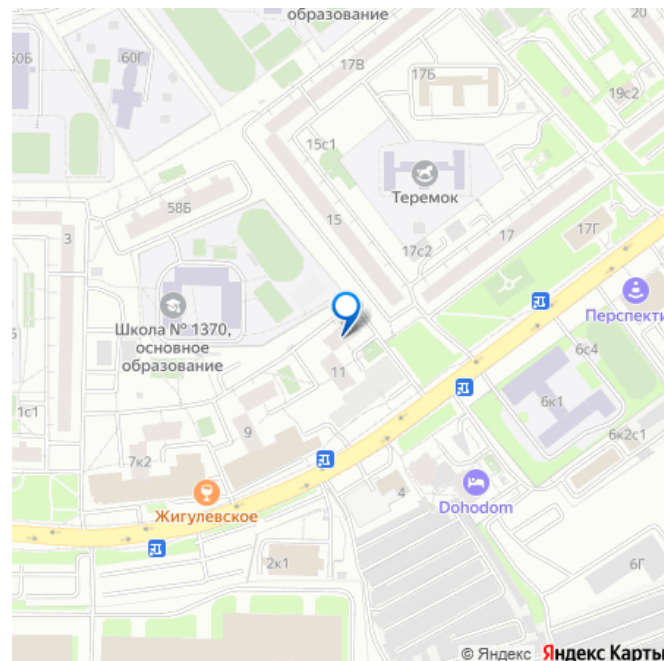 образование
20
60Б
60Г
17В
17Б
19с2
15с1
Теремок
58Б
15
17Г
3
17с2
17
Перспекти
Школа № 1370,
основное
образование
6с4
11
1с1
6к1
9
6к2с1
7к2
4
Жигулевское
Dohodom
2к1
6Г
© Яндекс Яндекс Карты